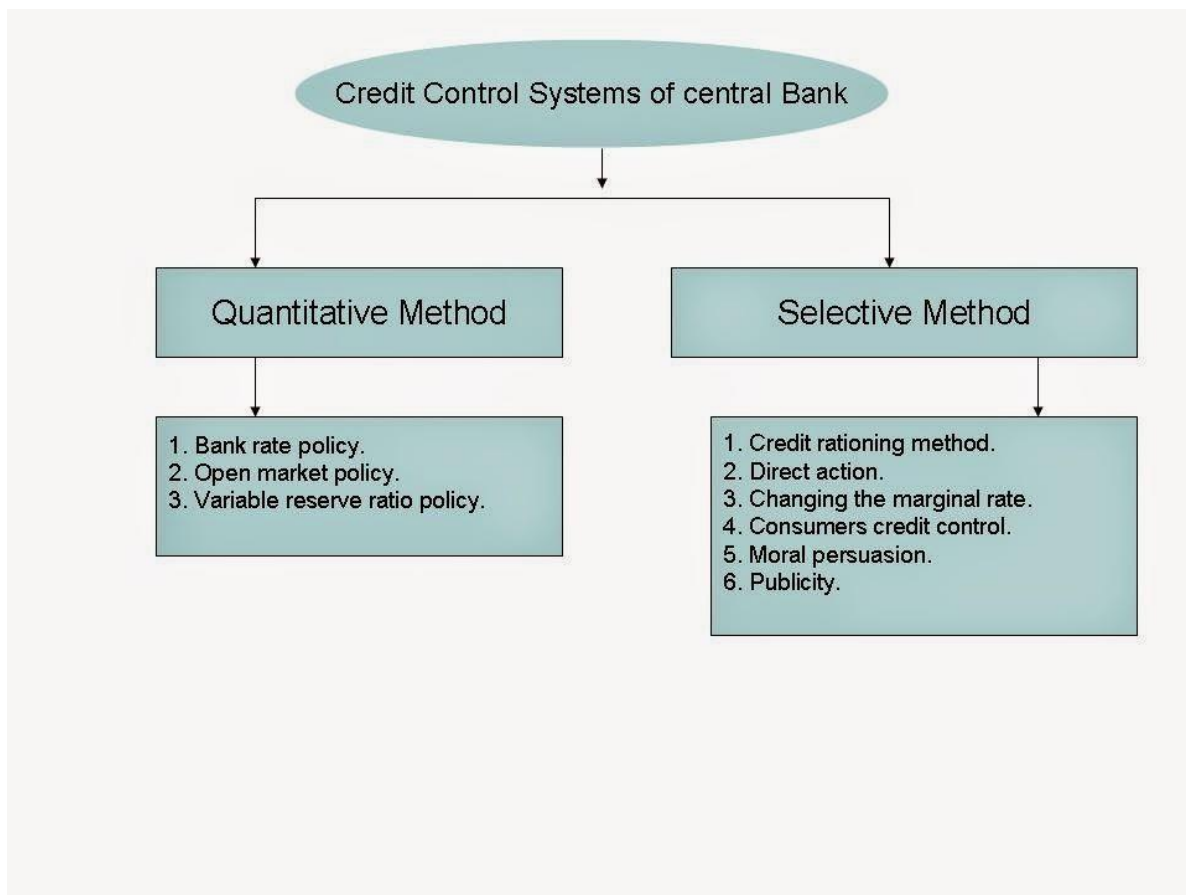 Credit Control Systems of central Bank
Quantitative Method
Selective Method
1. Bank rate policy.
2. Open market policy.
3. Variable reserve ratio policy.
1. Credit rationing method.
2. Direct action.
3. Changing the marginal rate.
4. Consumers credit control.
5. Moral persuasion.
6. Publicity.